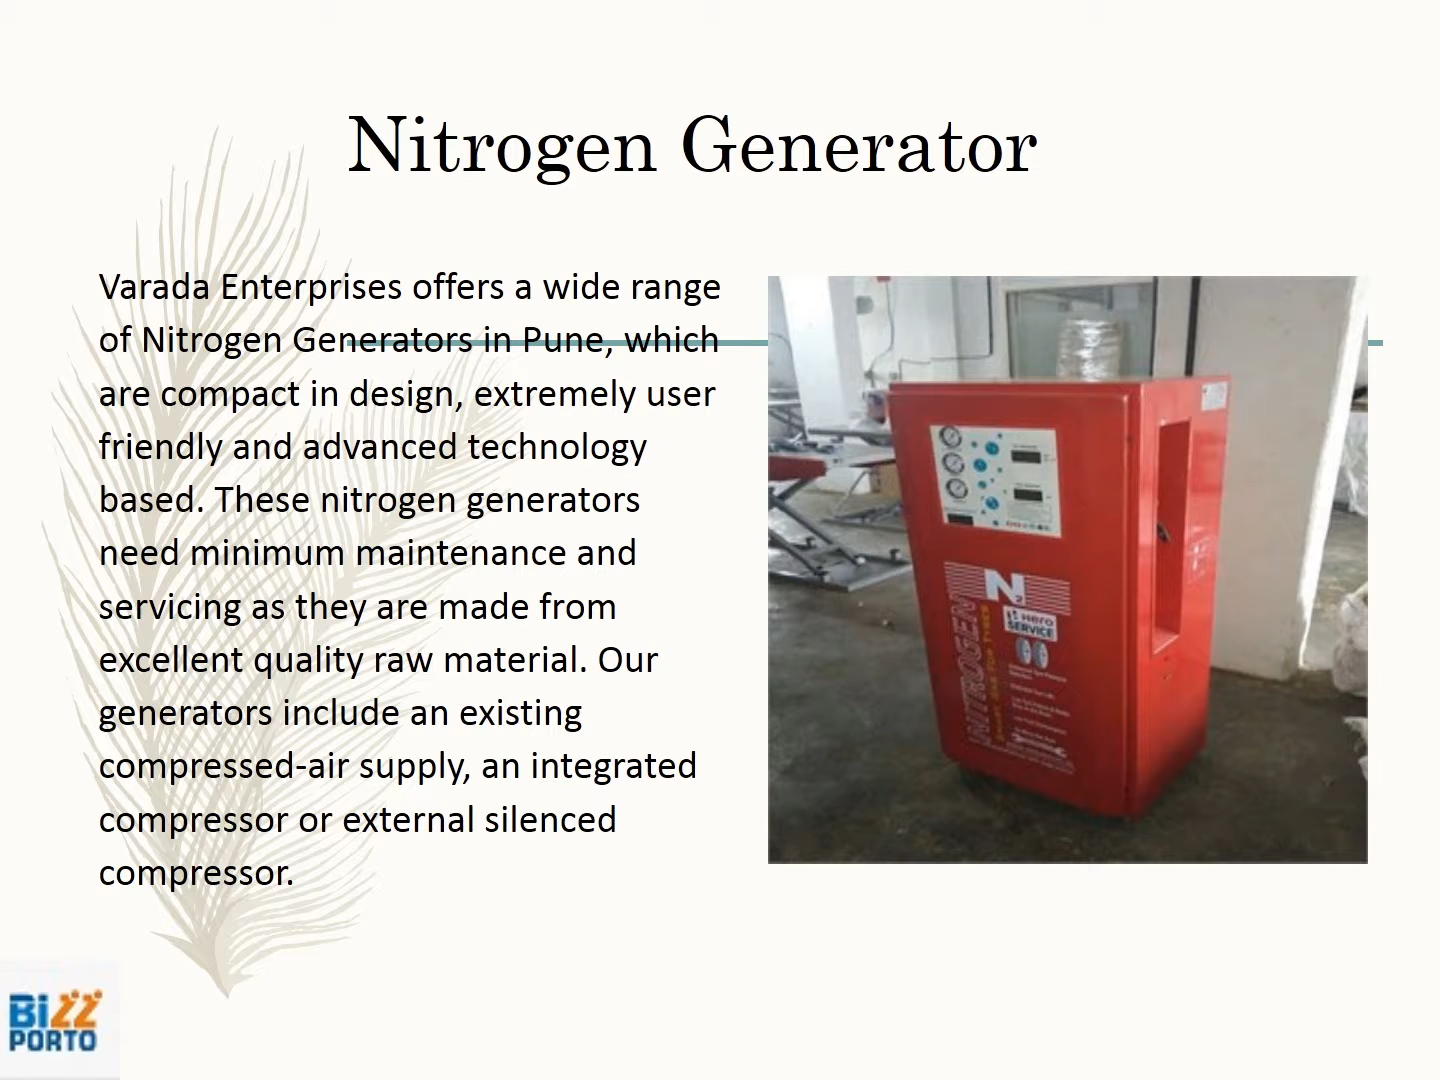 Nitrogen Generator
Varada Enterprises offers a wide range
of Nitrogen Generators in Pune, which
are compact in design, extremely user
friendly and advanced technology
based. These nitrogen generators
need minimum maintenance and
servicing as they are made from
excellent quality raw material. Our
generators include an existing
compressed-air supply, an integrated
compressor or external silenced
compressor.
N2
Hero
SERVICE
NITROGEN
BiZZ
PORTO